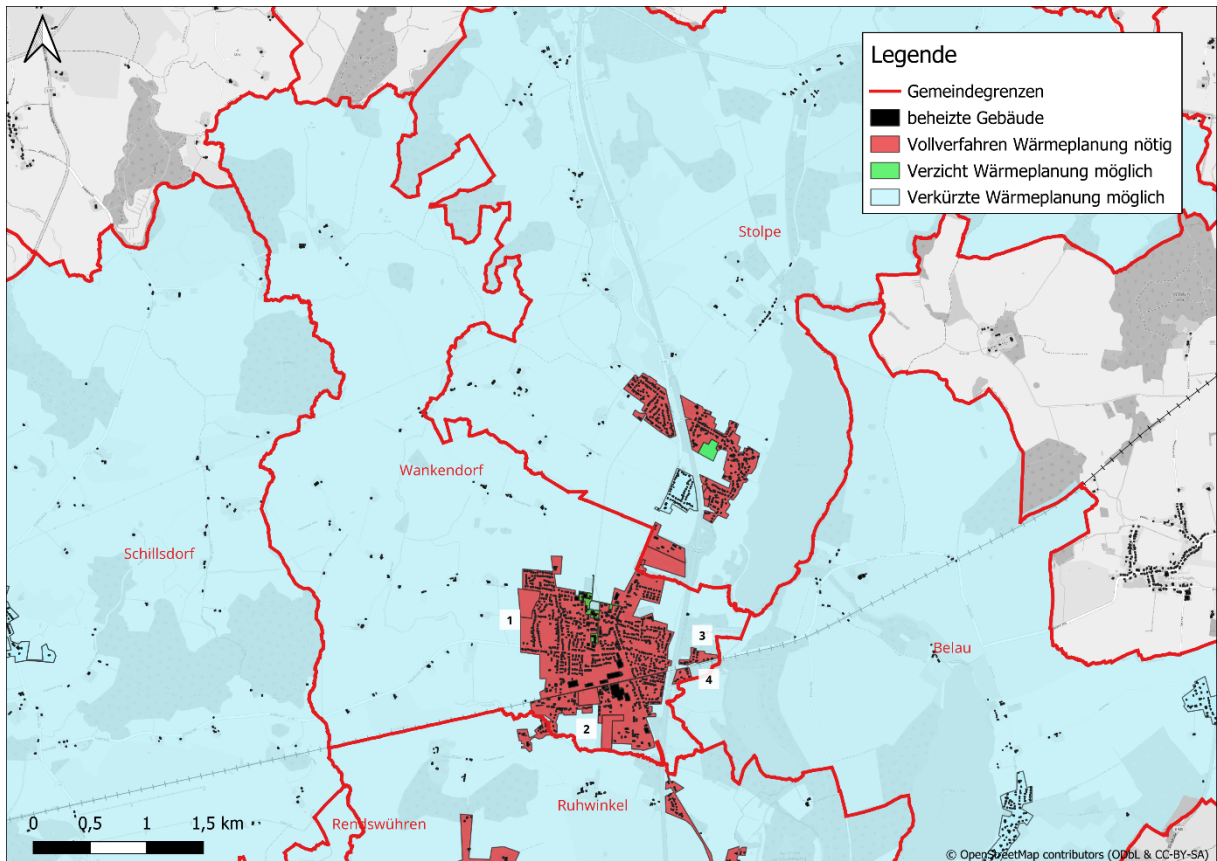 Legende
Gemeindegrenzen
beheizte Gebäude
Vollverfahren Wärmeplanung nötig
Verzicht Wärmeplanung möglich
Verkürzte Wärmeplanung möglich
Stolpe
Wankendorf
Schillsdorf
1
3
Belau
4
2
Ruhwinkel
Rendswühren
0 0,5 1 1,5 km
© OpenStreetMap contributors (ODbL & CC-BY-SA)